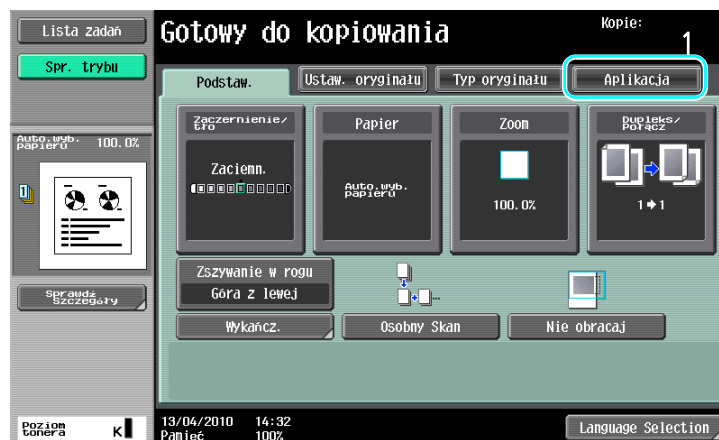 Lista zadań
Gotowy do kopiowania
Kopie:
1
Spr. trybu
Podstaw.
Ustaw. oryginału
Typ oryginału
Aplikacja
Auto.wyb.
papieru
100.0%
Zaczernienie/
tło
Papier
Zoom
Dupleks/
Połącz
Zaciemn.
Auto.wyb.
papieru
100.0%
1➧1
Zszywanie w rogu
Góra z lewej
Wykańcz.
Osobny Skan
Nie obracaj
Sprawdź
Szczegóły
Poziom
tonera
K
13/04/2010 14:32
Pamięć 100%
Language Selection